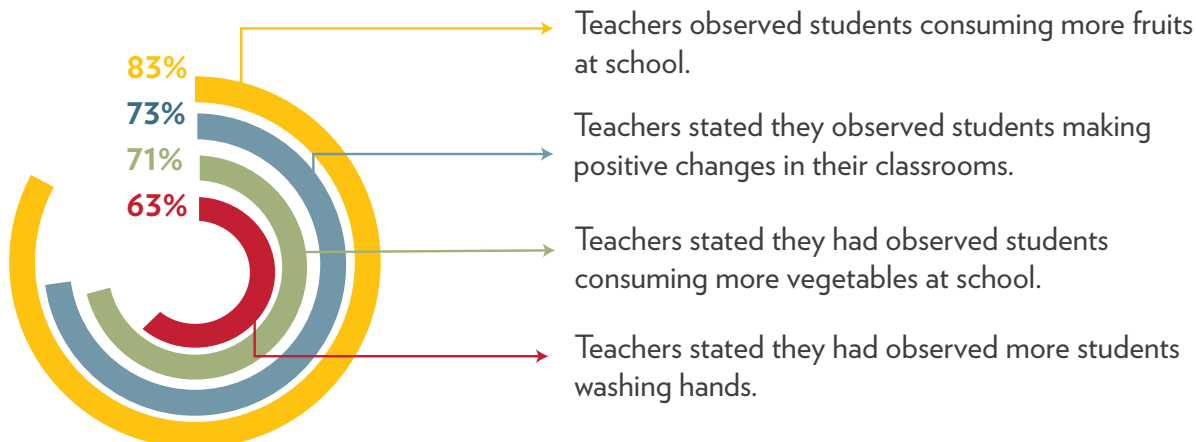 83%
73%
71%
63%
Teachers observed students consuming more fruits
at school.
Teachers stated they observed students making
positive changes in their classrooms.
Teachers stated they had observed students
consuming more vegetables at school.
Teachers stated they had observed more students
washing hands.